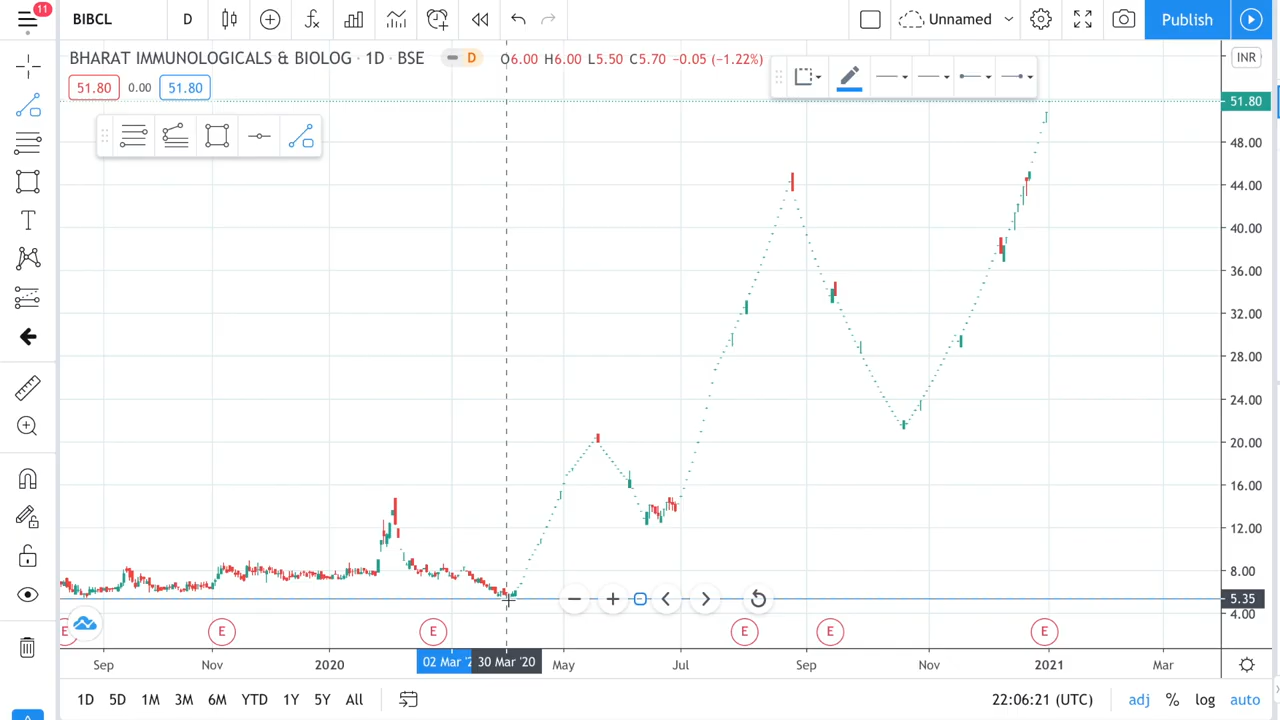 11
BIBCL
D
Unnamed
Publish
BHARAT IMMUNOLOGICALS & BIOLOG · 1D · BSE
D
O6.00 H6.00 L5.50 C5.70 −0.05 (−1.22%)
INR
51.80
0.00
51.80
51.80
48.00
44.00
40.00
36.00
32.00
28.00
24.00
20.00
16.00
12.00
8.00
5.35
4.00
E
E
E
E
E
E
Sep
Nov
2020
02 Mar '2
30 Mar '20
May
Jul
Sep
Nov
2021
Mar
1D
5D
1M
3M
6M
YTD
1Y
5Y
All
22:06:21 (UTC)
adj
%
log
auto